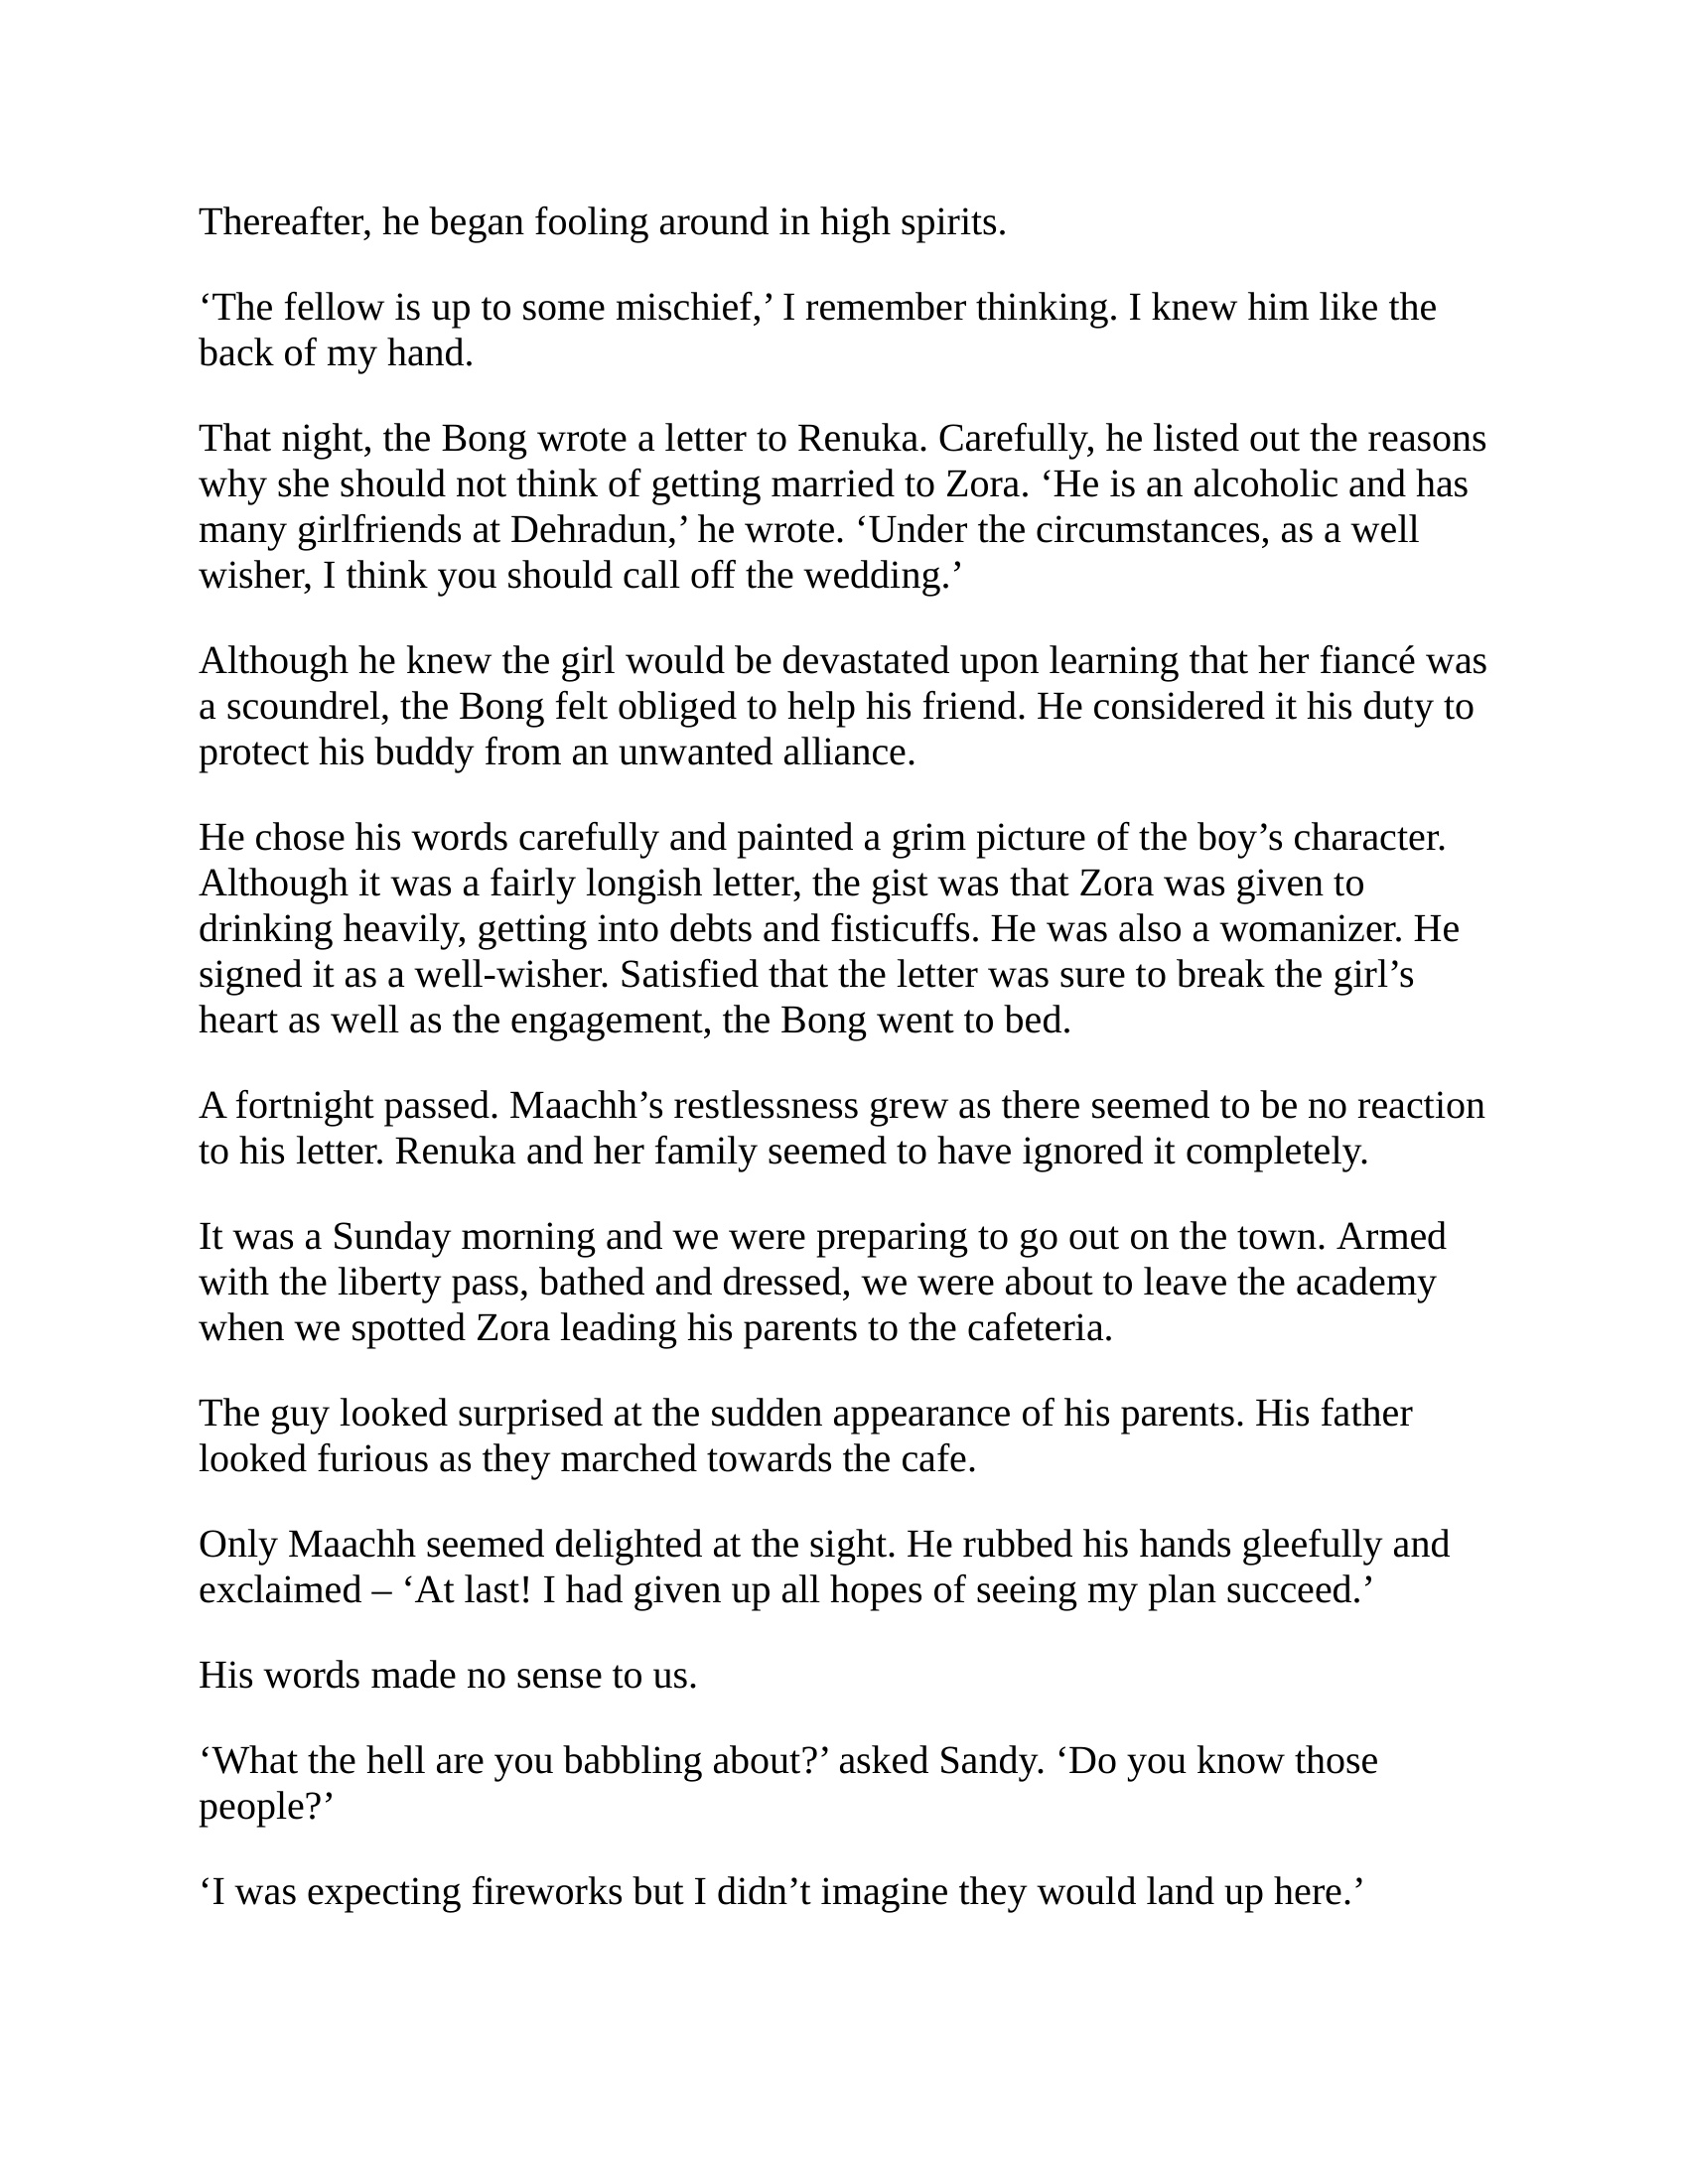 Thereafter, he began fooling around in high spirits.
‘The fellow is up to some mischief,’ I remember thinking. I knew him like the
back of my hand.
That night, the Bong wrote a letter to Renuka. Carefully, he listed out the reasons
why she should not think of getting married to Zora. ‘He is an alcoholic and has
many girlfriends at Dehradun,’ he wrote. ‘Under the circumstances, as a well
wisher, I think you should call off the wedding.’
Although he knew the girl would be devastated upon learning that her fiancé was
a scoundrel, the Bong felt obliged to help his friend. He considered it his duty to
protect his buddy from an unwanted alliance.
He chose his words carefully and painted a grim picture of the boy’s character.
Although it was a fairly longish letter, the gist was that Zora was given to
drinking heavily, getting into debts and fisticuffs. He was also a womanizer. He
signed it as a well-wisher. Satisfied that the letter was sure to break the girl’s
heart as well as the engagement, the Bong went to bed.
A fortnight passed. Maachh’s restlessness grew as there seemed to be no reaction
to his letter. Renuka and her family seemed to have ignored it completely.
It was a Sunday morning and we were preparing to go out on the town. Armed
with the liberty pass, bathed and dressed, we were about to leave the academy
when we spotted Zora leading his parents to the cafeteria.
The guy looked surprised at the sudden appearance of his parents. His father
looked furious as they marched towards the cafe.
Only Maachh seemed delighted at the sight. He rubbed his hands gleefully and
exclaimed – ‘At last! I had given up all hopes of seeing my plan succeed.’
His words made no sense to us.
‘What the hell are you babbling about?’ asked Sandy. ‘Do you know those
people?’
‘I was expecting fireworks but I didn’t imagine they would land up here.’